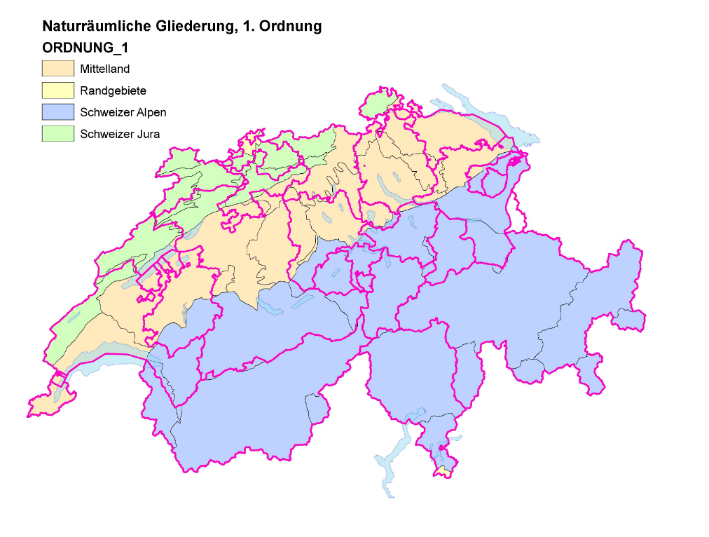 Naturräumliche Gliederung, 1. Ordnung
ORDNUNG_1
Mittelland
Randgebiete
Schweizer Alpen
Schweizer Jura